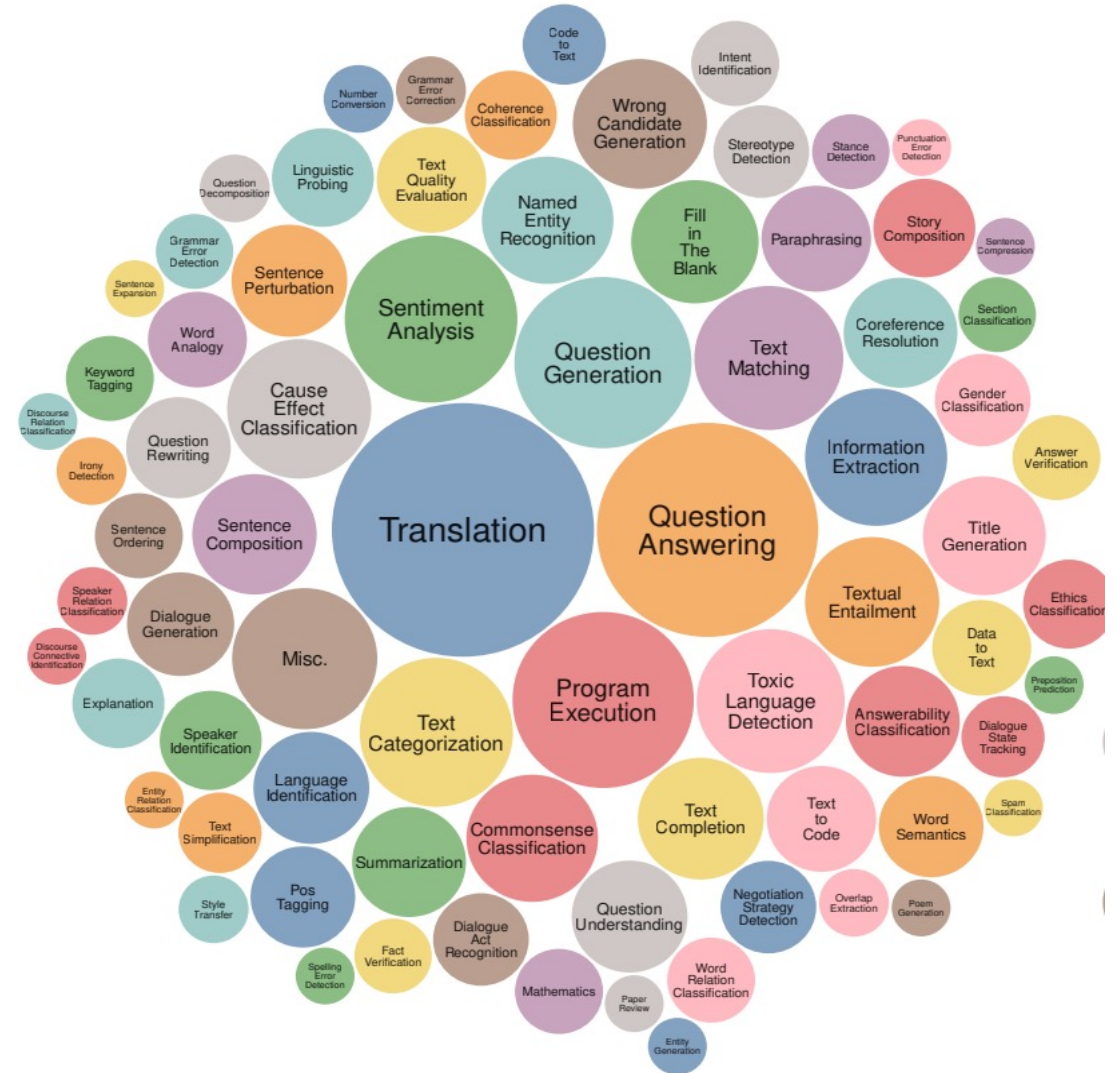 Code
to
Text
Intent
Identification
Number
Conversion
Grammar
Error
Correction
Coherence
Classification
Wrong
Candidate
Generation
Stereotype
Detection
Stance
Detection
Punctuation
Error
Detection
Question
Decomposition
Linguistic
Probing
Text
Quality
Evaluation
Named
Entity
Recognition
Fill
in
The
Blank
Paraphrasing
Story
Composition
Sentence
Compression
Grammar
Error
Detection
Sentence
Expansion
Sentence
Perturbation
Sentiment
Analysis
Question
Generation
Text
Matching
Coreference
Resolution
Section
Classification
Word
Analogy
Keyword
Tagging
Cause
Effect
Classification
Gender
Classification
Discourse
Relation
Classification
Question
Rewriting
Irony
Detection
Information
Extraction
Answer
Verification
Sentence
Ordering
Sentence
Composition
Translation
Question
Answering
Title
Generation
Speaker
Relation
Classification
Dialogue
Generation
Textual
Entailment
Ethics
Classification
Discourse
Connective
Identification
Misc.
Data
to
Text
Preposition
Prediction
Explanation
Speaker
Identification
Text
Categorization
Program
Execution
Toxic
Language
Detection
Answerability
Classification
Dialogue
State
Tracking
Entity
Relation
Classification
Language
Identification
Text
Simplification
Summarization
Commonsense
Classification
Text
Completion
Text
to
Code
Word
Semantics
Spam
Classification
Style
Transfer
Pos
Tagging
Dialogue
Act
Recognition
Question
Understanding
Negotiation
Strategy
Detection
Overlap
Extraction
Poem
Generation
Spelling
Error
Detection
Fact
Verification
Mathematics
Paper
Review
Word
Relation
Classification
Entity
Generation